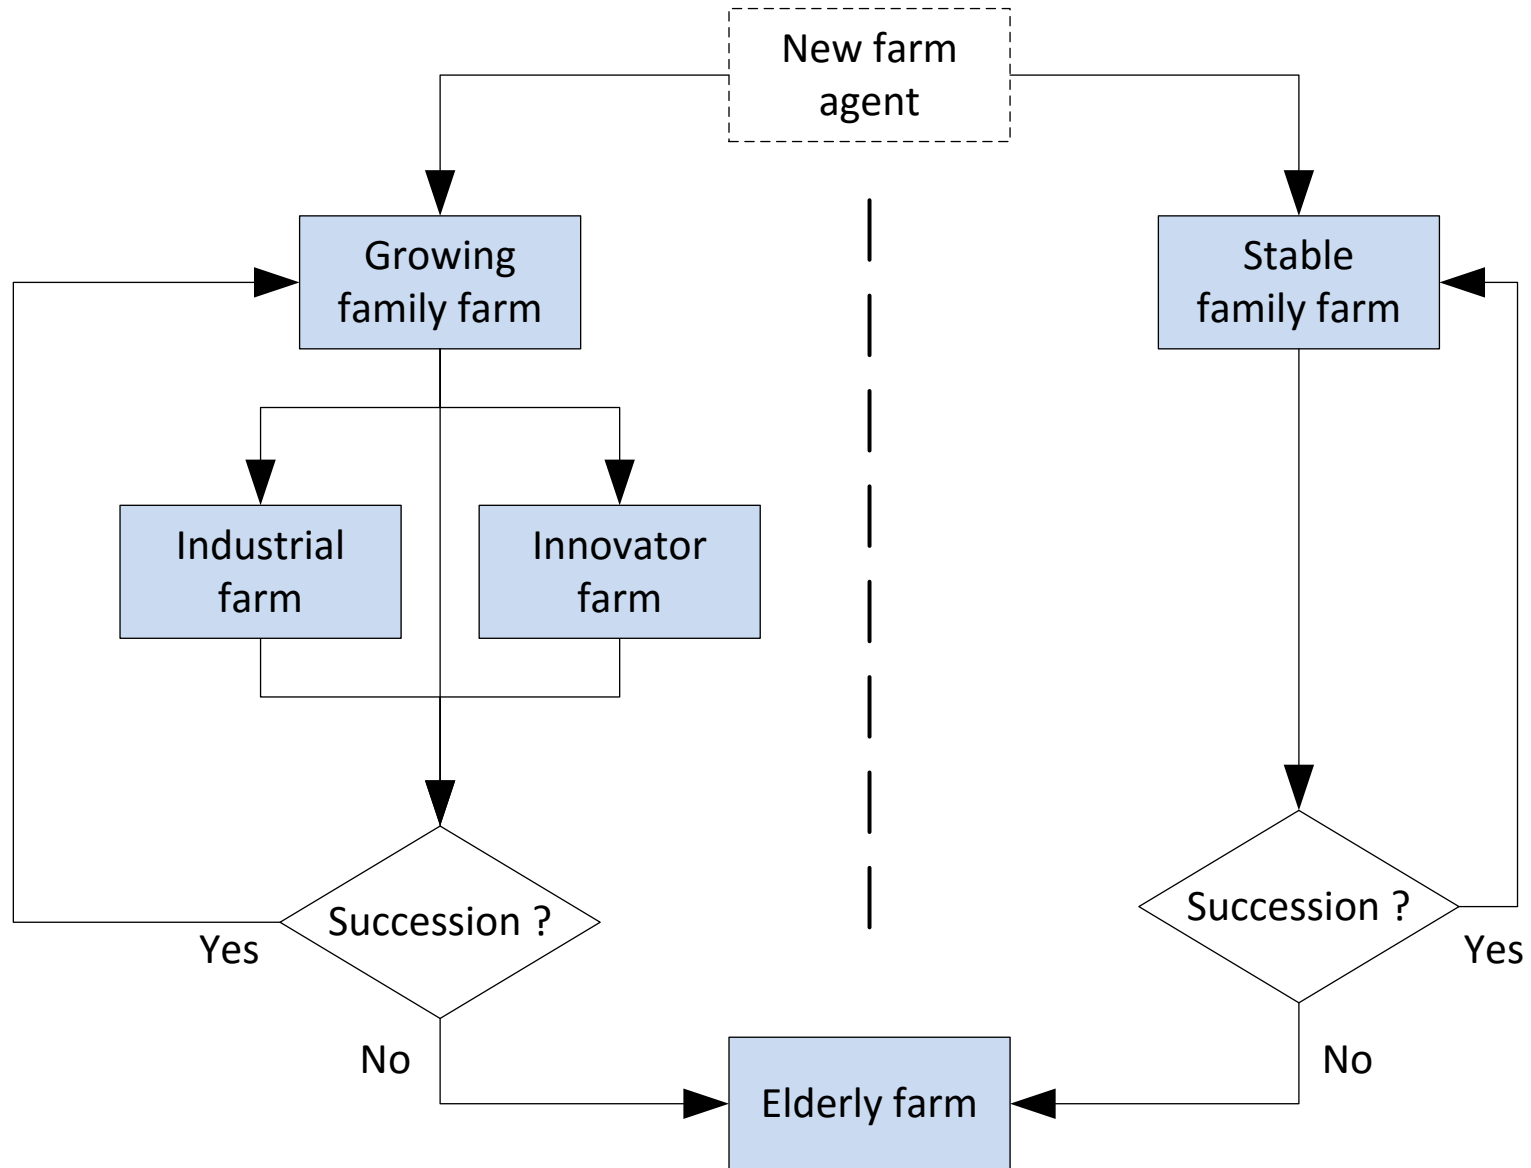 New farm
agent
Growing
family farm
Stable
family farm
Industrial
farm
Innovator
farm
Succession ?
Yes
No
Succession ?
Yes
No
Elderly farm